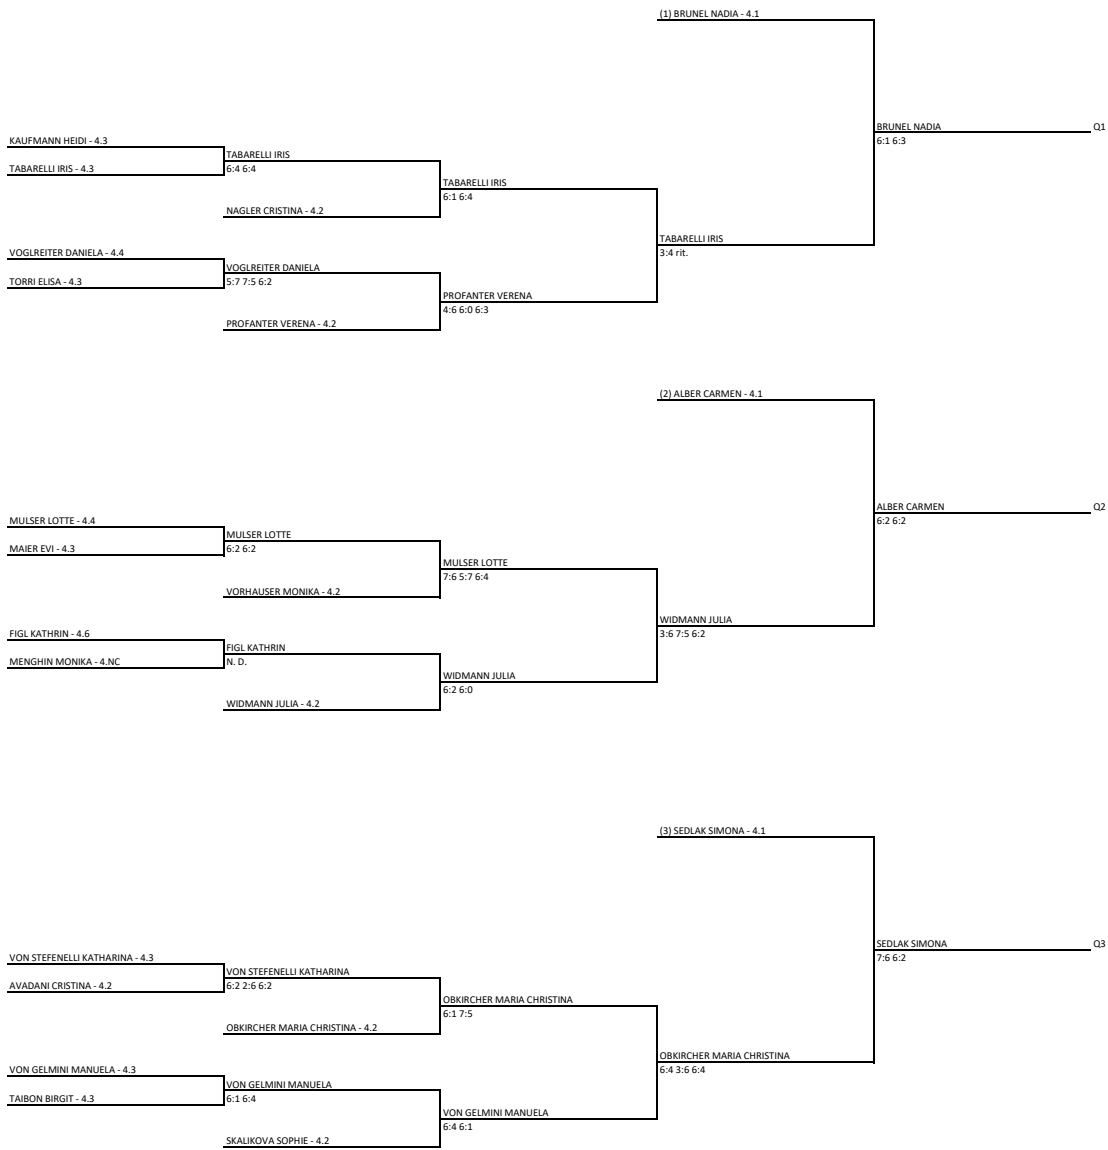 (1) BRUNEL NADIA - 4.1
BRUNEL NADIA
Q1
6:1 6:3
KAUFMANN HEIDI - 4.3
TABARELLI IRIS
TABARELLI IRIS - 4.3
6:4 6:4
TABARELLI IRIS
6:1 6:4
NAGLER CRISTINA - 4.2
TABARELLI IRIS
3:4 rit.
VOGLREITER DANIELA - 4.4
VOGLREITER DANIELA
TORRI ELISA - 4.3
5:7 7:5 6:2
PROFANTER VERENA
4:6 6:0 6:3
PROFANTER VERENA - 4.2
(2) ALBER CARMEN - 4.1
ALBER CARMEN
Q2
6:2 6:2
MULSER LOTTE - 4.4
MULSER LOTTE
MAIER EVI - 4.3
6:2 6:2
MULSER LOTTE
7:6 5:7 6:4
VORHAUSER MONIKA - 4.2
WIDMANN JULIA
3:6 7:5 6:2
FIGL KATHRIN - 4.6
FIGL KATHRIN
MENGHIN MONIKA - 4.NC
N. D.
WIDMANN JULIA
6:2 6:0
WIDMANN JULIA - 4.2
(3) SEDLAK SIMONA - 4.1
SEDLAK SIMONA
Q3
7:6 6:2
VON STEFENELLI KATHARINA - 4.3
VON STEFENELLI KATHARINA
AVADANI CRISTINA - 4.2
6:2 2:6 6:2
OBKIRCHER MARIA CHRISTINA
6:1 7:5
OBKIRCHER MARIA CHRISTINA - 4.2
OBKIRCHER MARIA CHRISTINA
6:4 3:6 6:4
VON GELMINI MANUELA - 4.3
VON GELMINI MANUELA
TAIBON BIRGIT - 4.3
6:1 6:4
VON GELMINI MANUELA
6:4 6:1
SKALIKOVA SOPHIE - 4.2